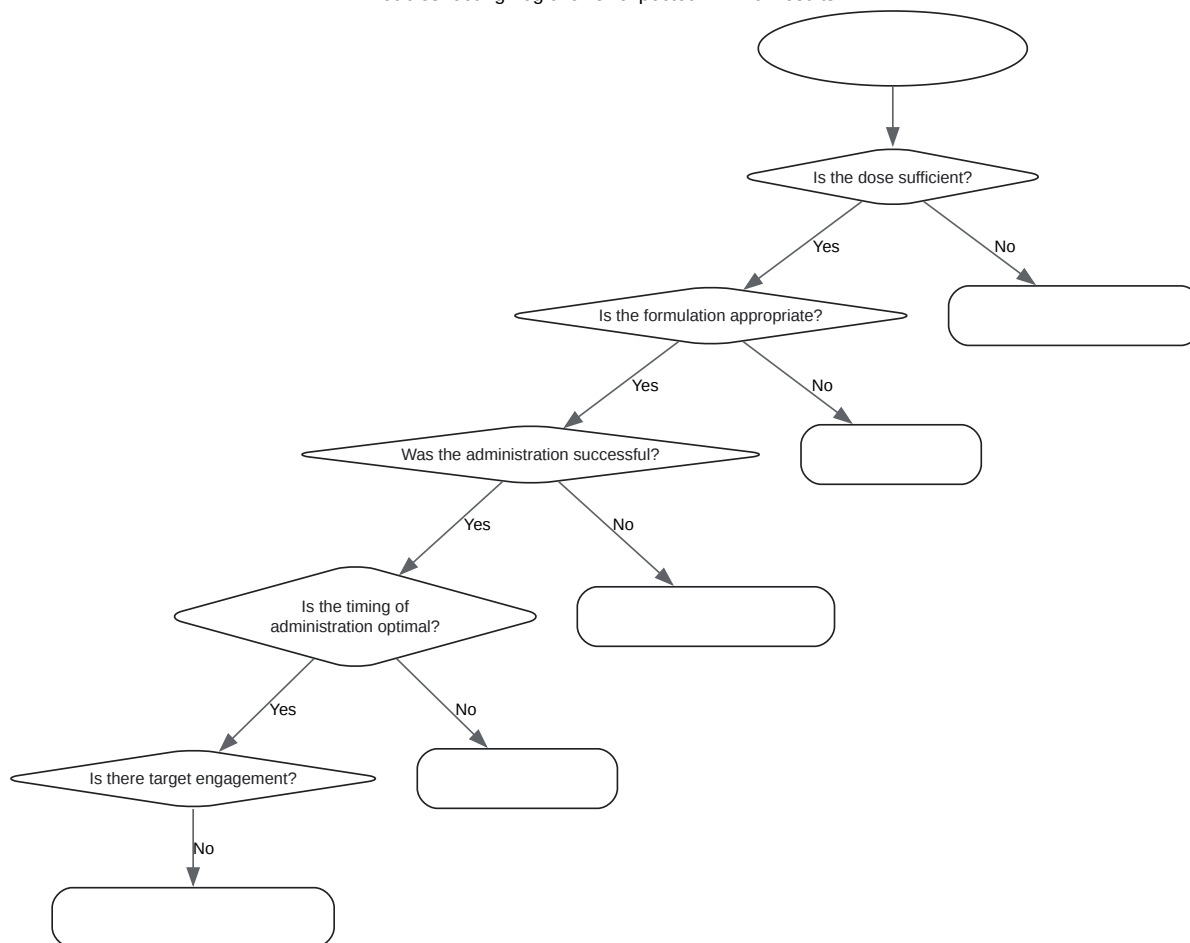 Is the dose sufficient?
Yes
No
Is the formulation appropriate?
Yes
No
Was the administration successful?
Yes
No
Is the timing of
administration optimal?
Yes
No
Is there target engagement?
No